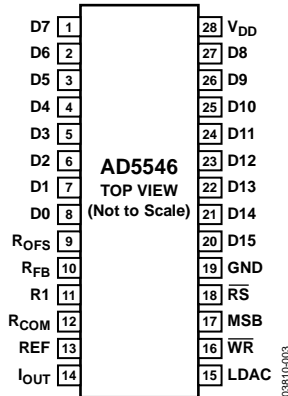 D7 1 28 VDD
D6 2 27 D8
D5 3 26 D9
D4 4 25 D10
D3 5 24 D11
D2 6 23 D12
D1 7 22 D13
D0 8 21 D14
ROFS 9 20 D15
RFB 10 19 GND
R1 11 18 RS
RCOM 12 17 MSB
REF 13 16 WR
IOUT 14 15 LDAC
AD5546
TOP VIEW
(Not to Scale)
03810-003